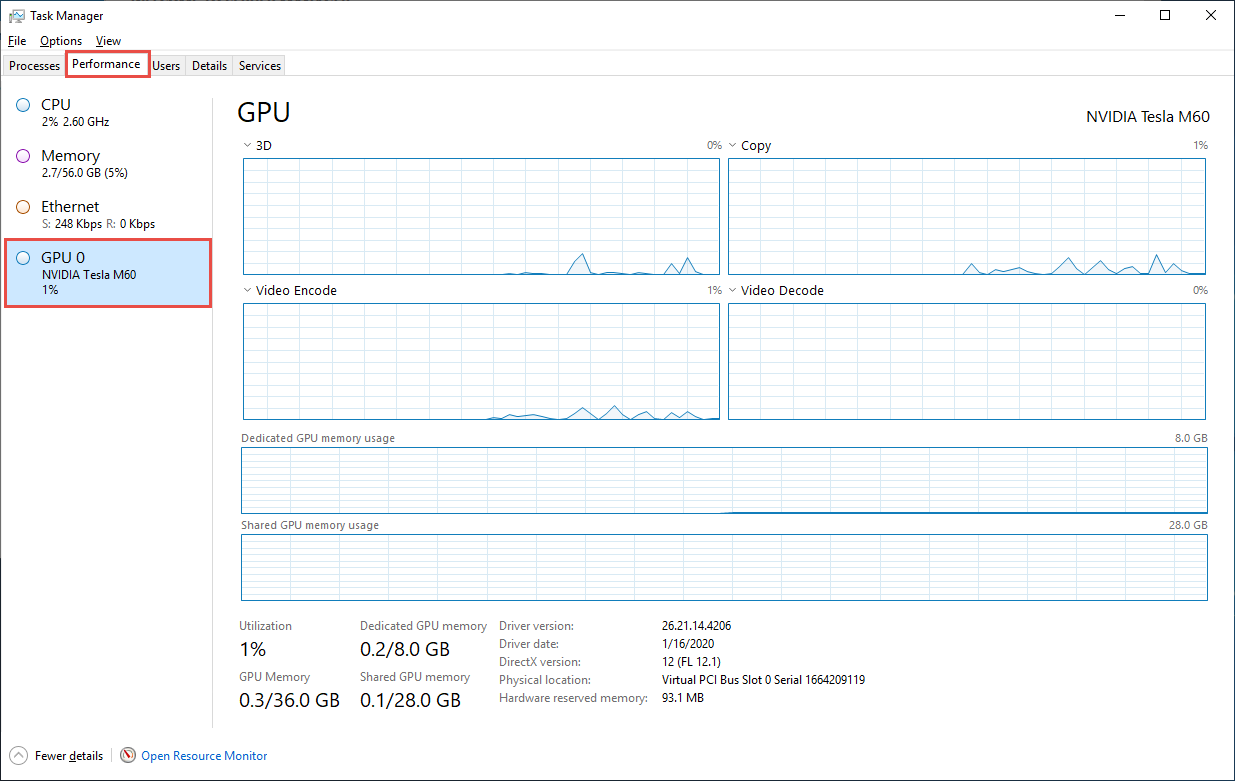 Task Manager
File Options View
Processes Performance Users Details Services
CPU
2% 2.60 GHz
Memory
2.7/56.0 GB (5%)
Ethernet
S: 248 Kbps R: 0 Kbps
GPU 0
NVIDIA Tesla M60
1%
GPU NVIDIA Tesla M60
3D 0% Copy 1%
Video Encode 1% Video Decode 0%
Dedicated GPU memory usage 8.0 GB
Shared GPU memory usage 28.0 GB
Utilization
1%
Dedicated GPU memory
0.2/8.0 GB
GPU Memory
0.3/36.0 GB
Shared GPU memory
0.1/28.0 GB
Driver version: 26.21.14.4206
Driver date: 1/16/2020
DirectX version: 12 (FL 12.1)
Physical location: Virtual PCI Bus Slot 0 Serial 1664209119
Hardware reserved memory: 93.1 MB
Fewer details Open Resource Monitor